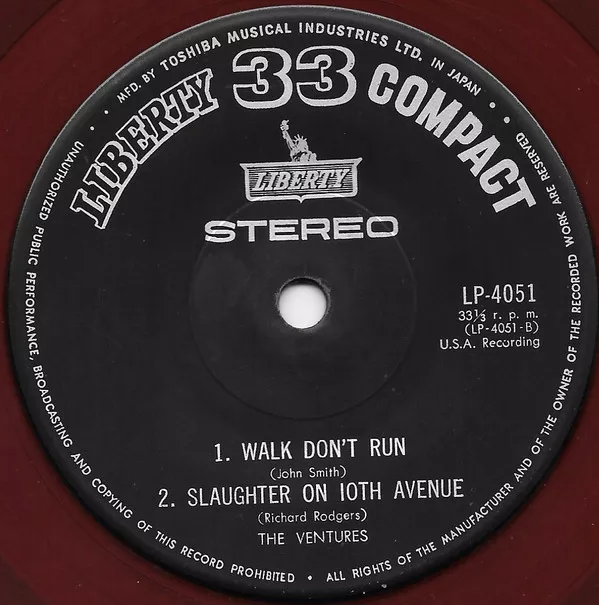 MFD. BY TOSHIBA MUSICAL INDUSTRIES LTD. IN JAPAN
LIBERTY 33 COMPACT
LIBERTY
STEREO
LP-4051
33⅓ r. p. m.
(LP-4051-B)
U.S.A. Recording
1. WALK DON'T RUN
(John Smith)
2. SLAUGHTER ON 10TH AVENUE
(Richard Rodgers)
THE VENTURES
UNAUTHORIZED PUBLIC PERFORMANCE, BROADCASTING AND COPYING OF THIS RECORD PROHIBITED • ALL RIGHTS OF THE MANUFACTURER AND OF THE OWNER OF THE RECORDED WORK ARE RESERVED